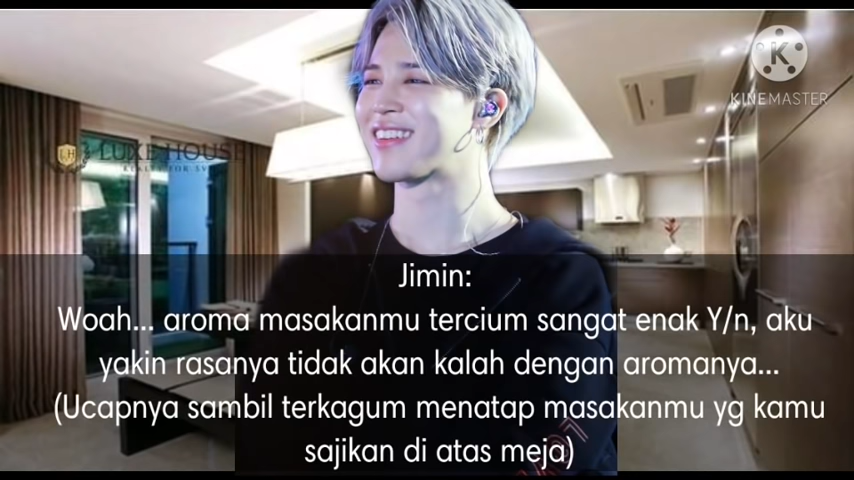 KINEMASTER
LUXE HOUSE
Jimin:
Woah... aroma masakanmu tercium sangat enak Y/n, aku
yakin rasanya tidak akan kalah dengan aromanya...
(Ucapnya sambil terkagum menatap masakanmu yg kamu
sajikan di atas meja)